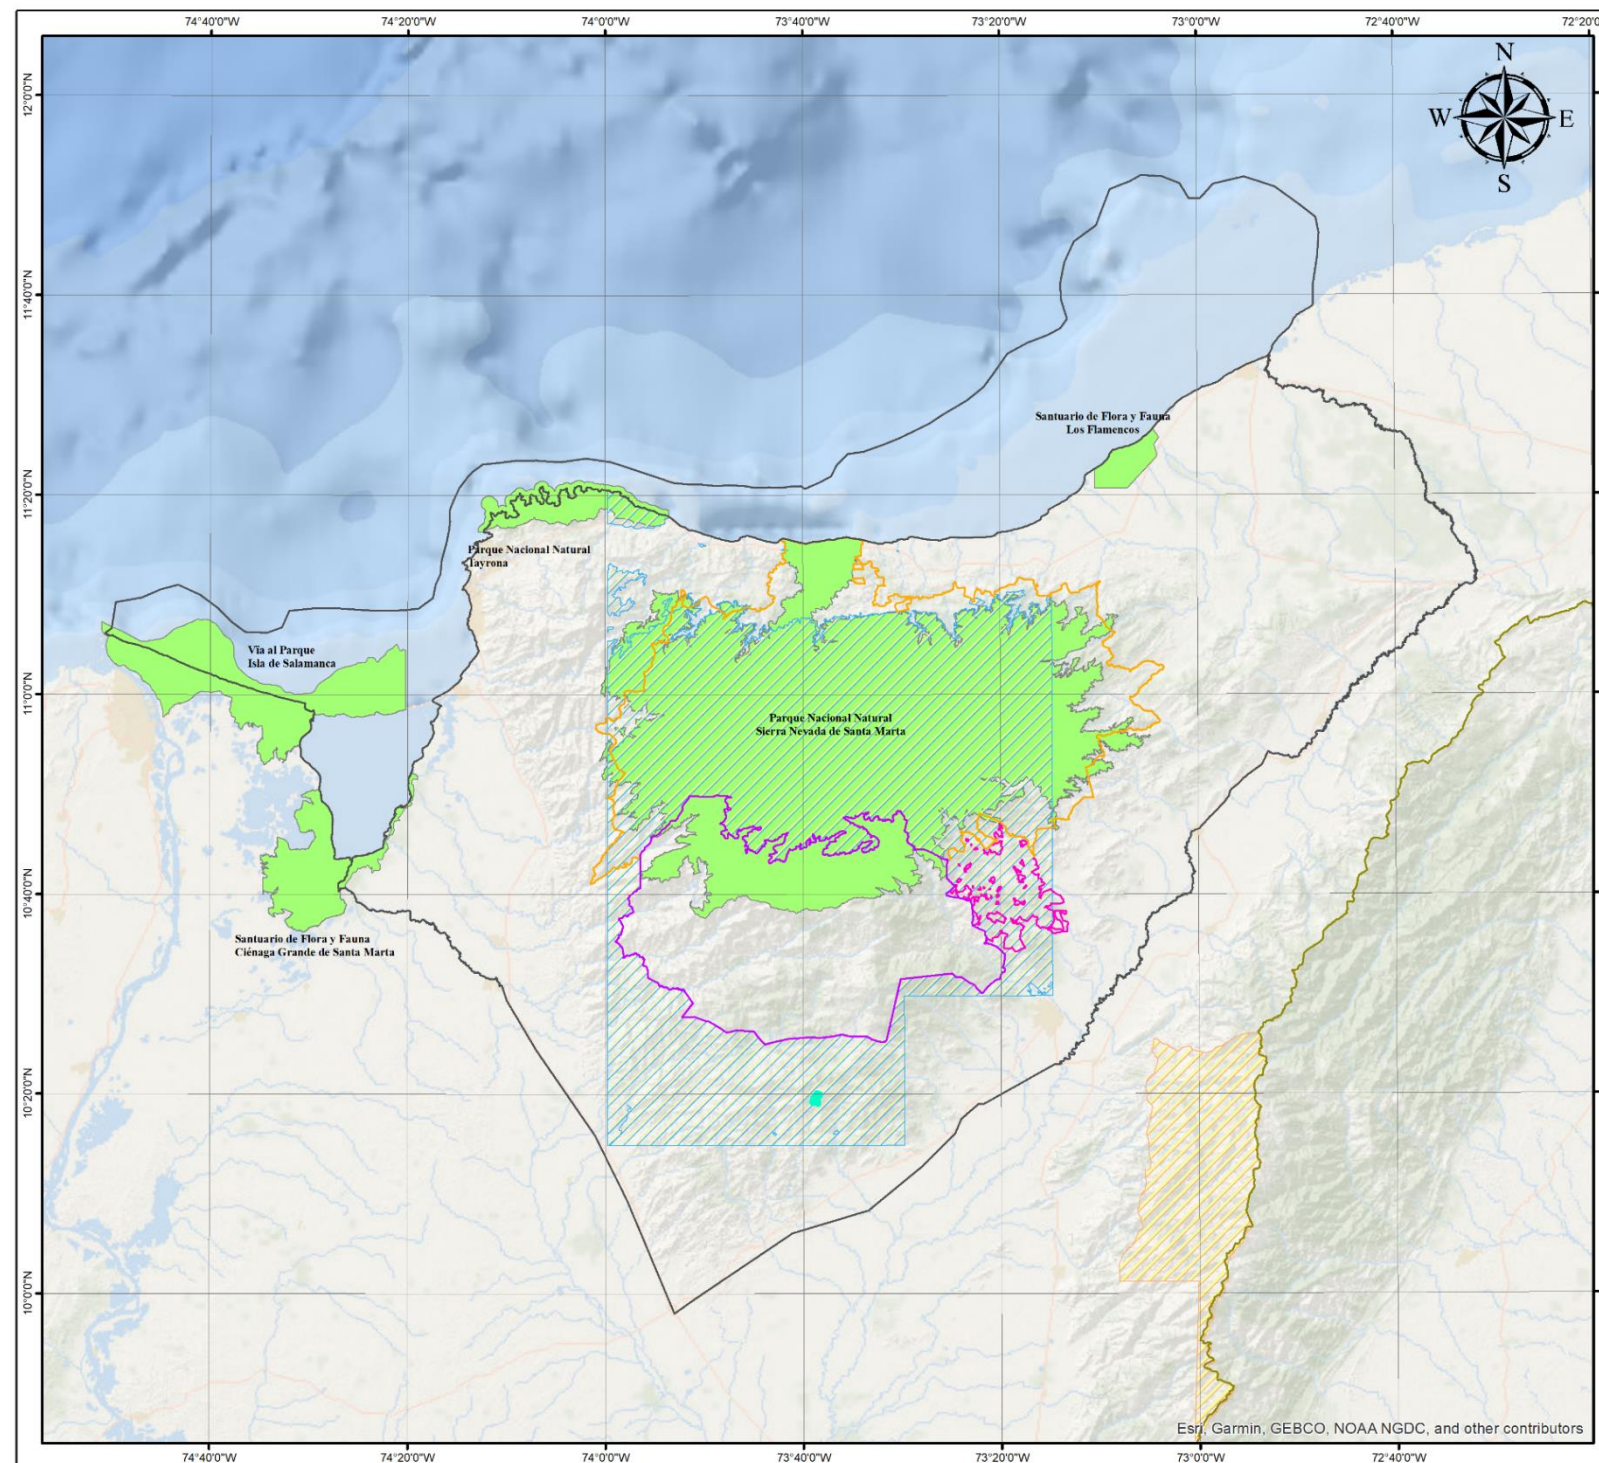 74°40'0"W 74°20'0"W 74°0'0"W 73°40'0"W 73°20'0"W 73°0'0"W 72°40'0"W 72°20'0"
12°0'0"N
11°40'0"N
11°20'0"N
11°0'0"N
10°40'0"N
10°20'0"N
10°0'0"N
N
W E
S
Santuario de Flora y Fauna
Los Flamencos
Parque Nacional Natural
Tayrona
Vía al Parque
Isla de Salamanca
Parque Nacional Natural
Sierra Nevada de Santa Marta
Santuario de Flora y Fauna
Ciénaga Grande de Santa Marta
Esri, Garmin, GEBCO, NOAA NGDC, and other contributors
74°40'0"W 74°20'0"W 74°0'0"W 73°40'0"W 73°20'0"W 73°0'0"W 72°40'0"W